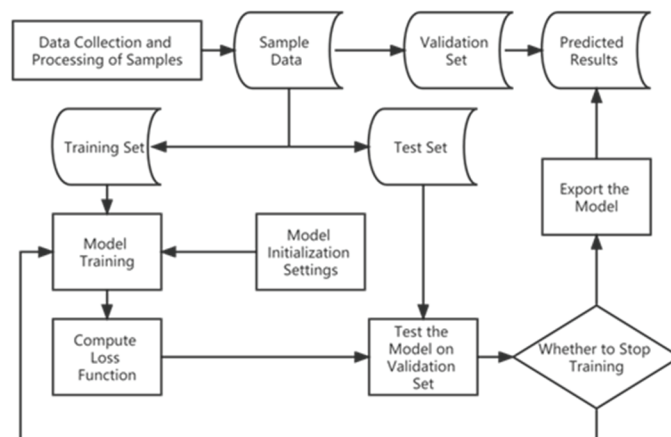 Data Collection and
Processing of Samples
Sample
Data
Validation
Set
Predicted
Results
Training Set
Test Set
Export the
Model
Model
Training
Model
Initialization
Settings
Compute
Loss
Function
Test the
Model on
Validation
Set
Whether to Stop
Training